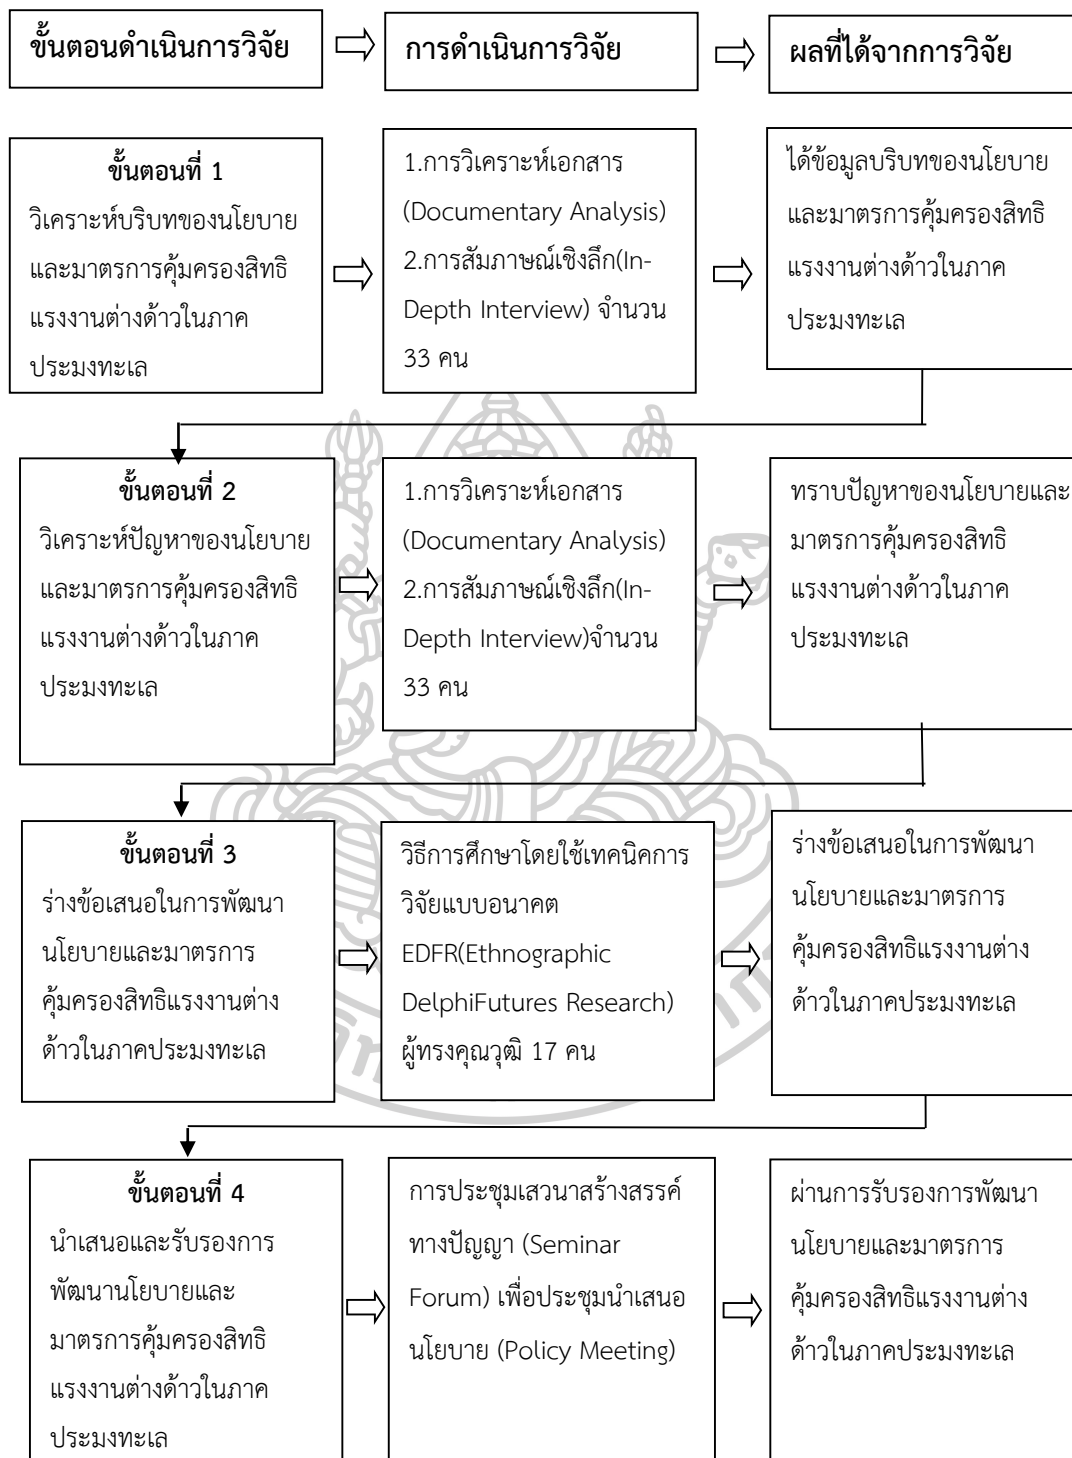 ขั้นตอนดำเนินการวิจัย
การดำเนินการวิจัย
ผลที่ได้จากการวิจัย
ขั้นตอนที่ 1
วิเคราะห์บริบทของนโยบาย
และมาตรการคุ้มครองสิทธิ
แรงงานต่างด้าวในภาค
ประมงทะเล
1.การวิเคราะห์เอกสาร
(Documentary Analysis)
2.การสัมภาษณ์เชิงลึก(In-
Depth Interview) จำนวน
33 คน
ได้ข้อมูลบริบทของนโยบาย
และมาตรการคุ้มครองสิทธิ
แรงงานต่างด้าวในภาค
ประมงทะเล
ขั้นตอนที่ 2
วิเคราะห์ปัญหาของนโยบาย
และมาตรการคุ้มครองสิทธิ
แรงงานต่างด้าวในภาค
ประมงทะเล
1.การวิเคราะห์เอกสาร
(Documentary Analysis)
2.การสัมภาษณ์เชิงลึก(In-
Depth Interview)จำนวน
33 คน
ทราบปัญหาของนโยบายและ
มาตรการคุ้มครองสิทธิ
แรงงานต่างด้าวในภาค
ประมงทะเล
ขั้นตอนที่ 3
ร่างข้อเสนอในการพัฒนา
นโยบายและมาตรการ
คุ้มครองสิทธิแรงงานต่าง
ด้าวในภาคประมงทะเล
วิธีการศึกษาโดยใช้เทคนิคการ
วิจัยแบบอนาคต
EDFR(Ethnographic
DelphiFutures Research)
ผู้ทรงคุณวุฒิ 17 คน
ร่างข้อเสนอในการพัฒนา
นโยบายและมาตรการ
คุ้มครองสิทธิแรงงานต่าง
ด้าวในภาคประมงทะเล
ขั้นตอนที่ 4
นำเสนอและรับรองการ
พัฒนานโยบายและ
มาตรการคุ้มครองสิทธิ
แรงงานต่างด้าวในภาค
ประมงทะเล
การประชุมเสวนาสร้างสรรค์
ทางปัญญา (Seminar
Forum) เพื่อประชุมนำเสนอ
นโยบาย (Policy Meeting)
ผ่านการรับรองการพัฒนา
นโยบายและมาตรการ
คุ้มครองสิทธิแรงงานต่าง
ด้าวในภาคประมงทะเล